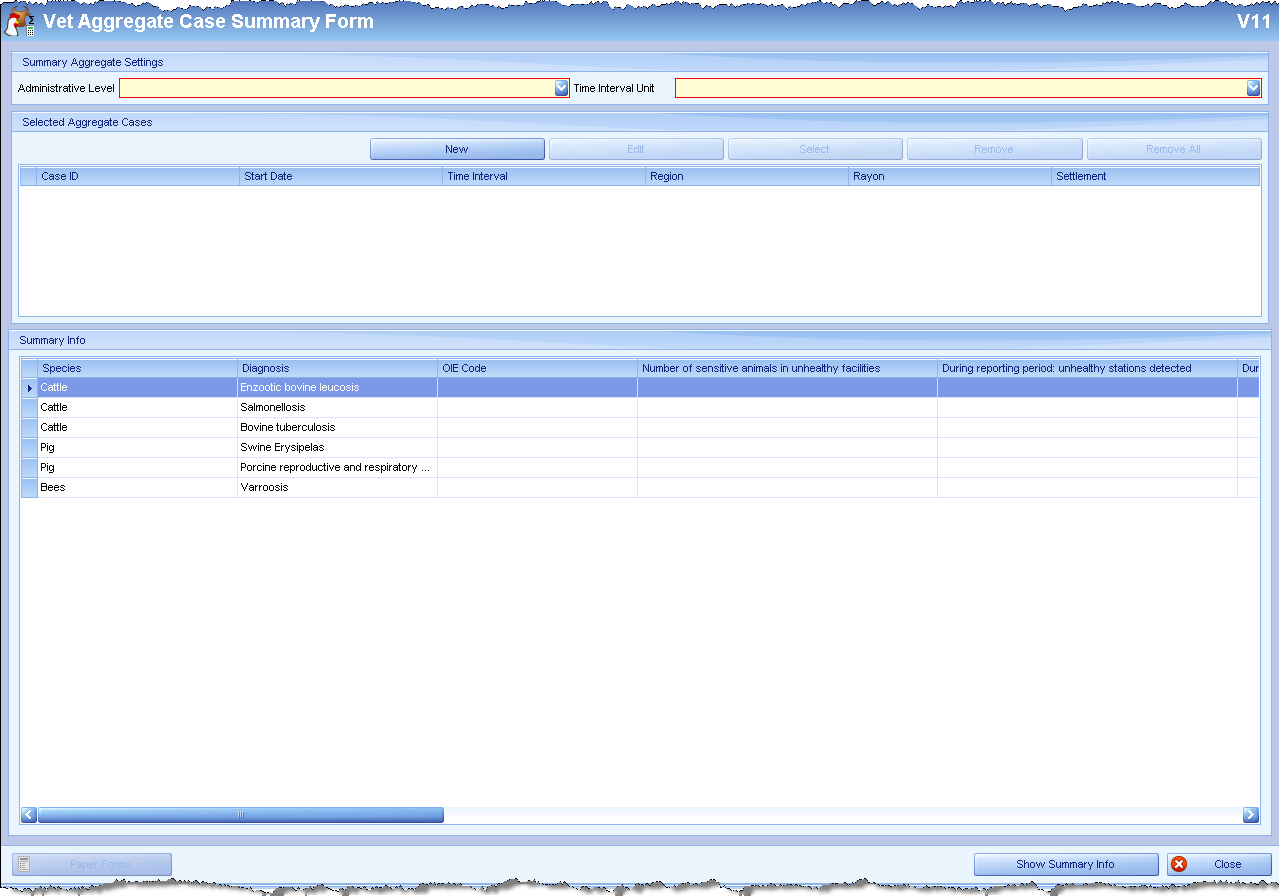 Vet Aggregate Case Summary Form V11
Summary Aggregate Settings
Administrative Level Time Interval Unit
Selected Aggregate Cases
New Edit Select Remove Remove All
Case ID Start Date Time Interval Region Rayon Settlement
Summary Info
Species Diagnosis OIE Code Number of sensitive animals in unhealthy facilities During reporting period: unhealthy stations detected Dur
Cattle Enzootic bovine leucosis
Cattle Salmonellosis
Cattle Bovine tuberculosis
Pig Swine Erysipelas
Pig Porcine reproductive and respiratory ...
Bees Varroosis
Paper Forms Show Summary Info Close